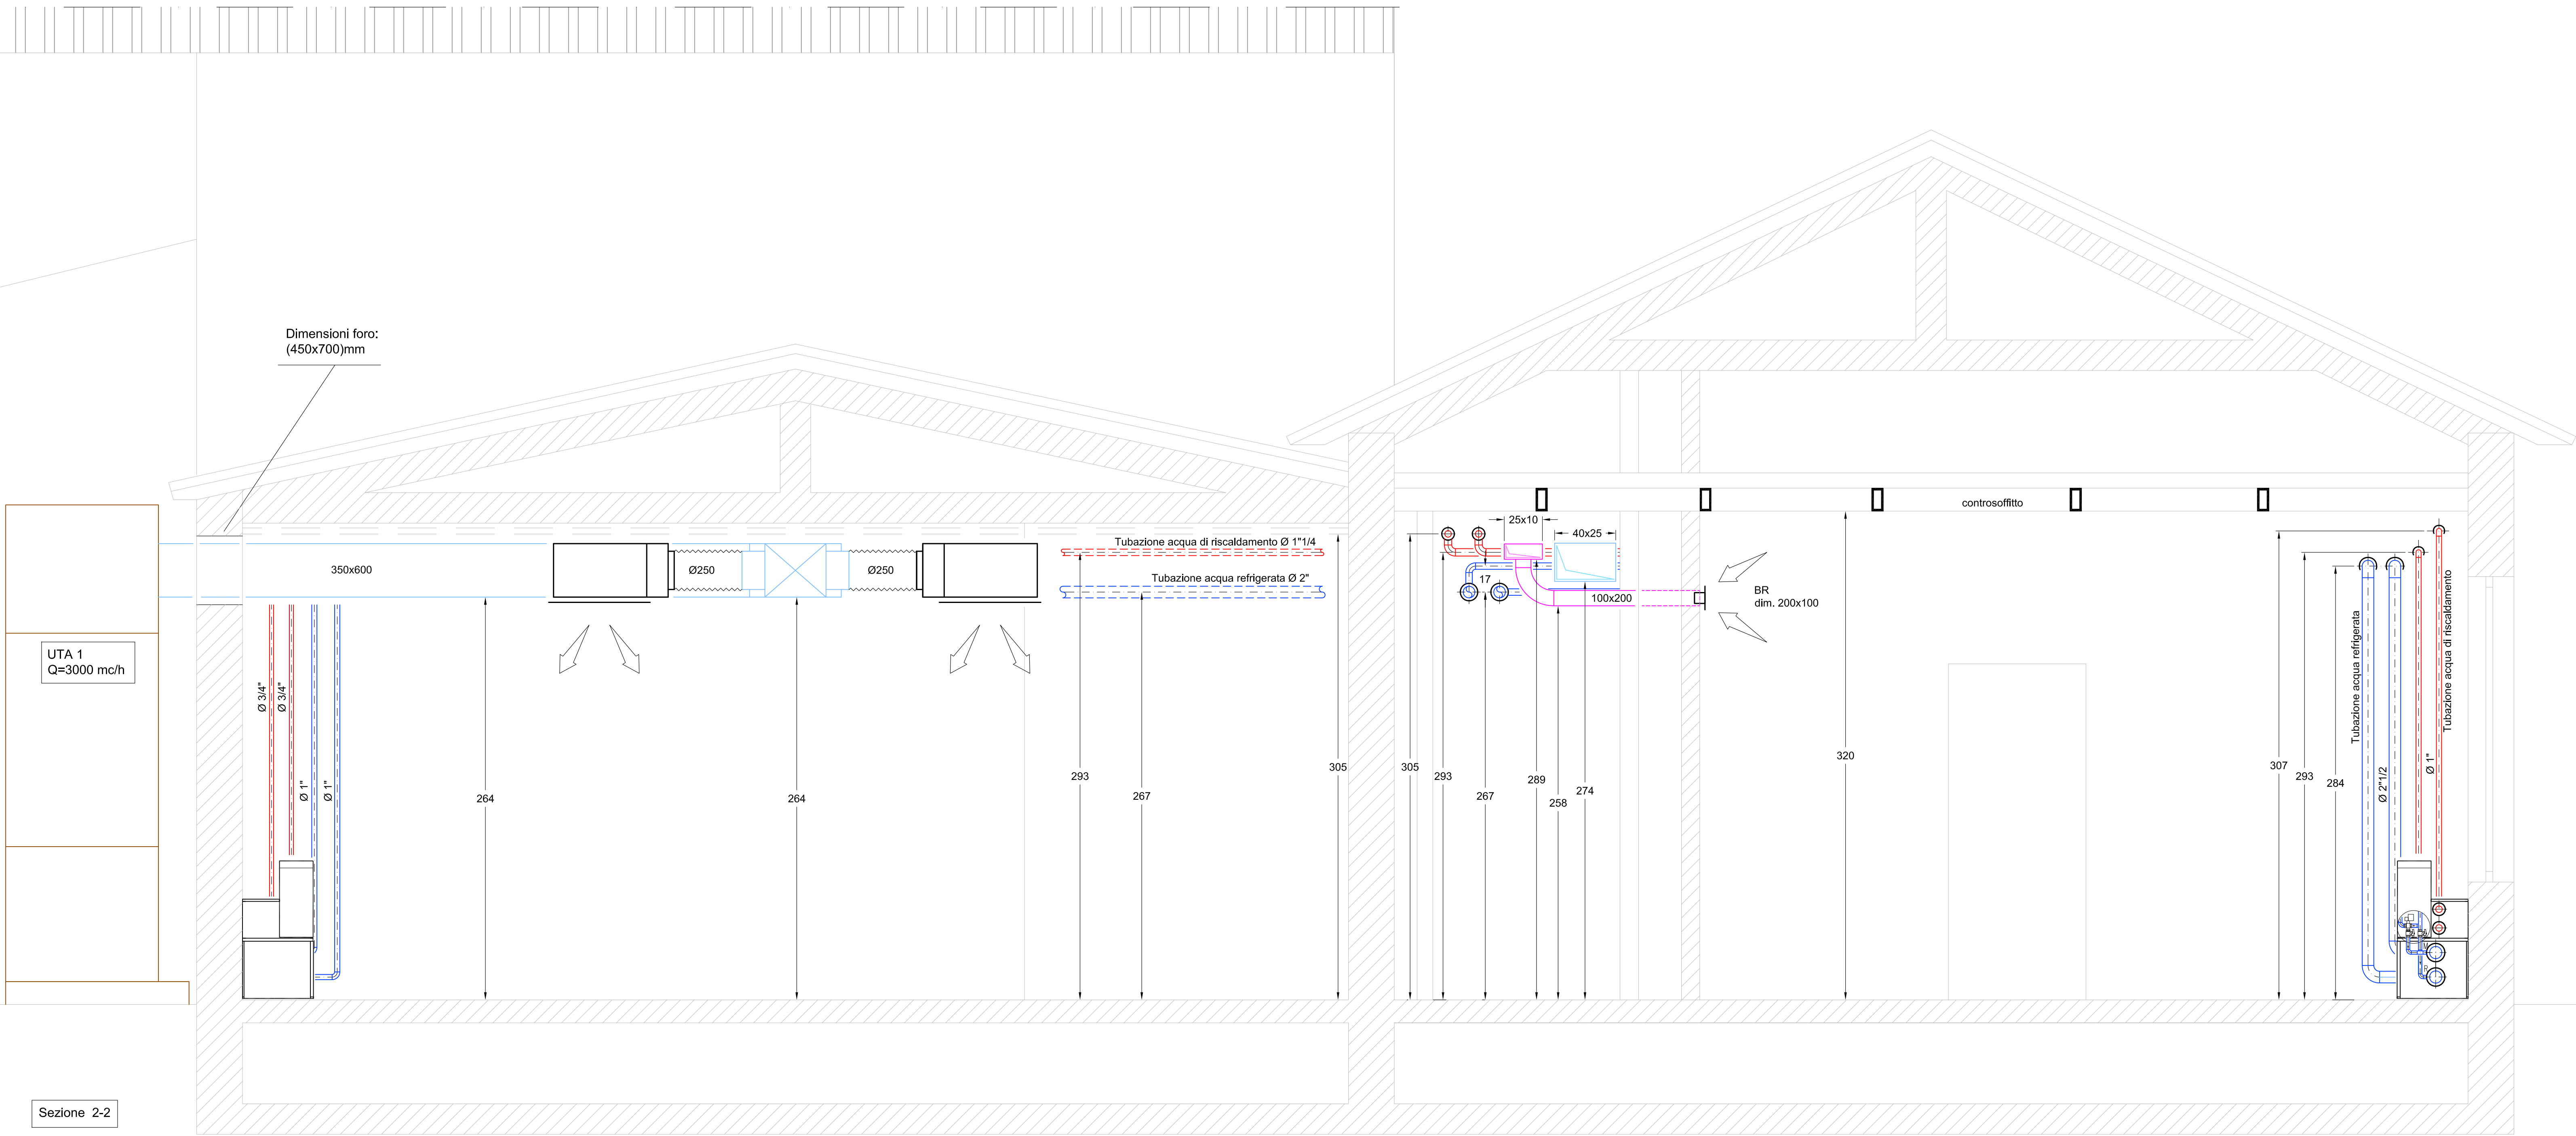 Dimensioni foro:
(450x700)mm
controsoffitto
25x10
40x25
Tubazione acqua di riscaldamento Ø 1"1/4
350x600
Ø250
Ø250
Tubazione acqua refrigerata Ø 2"
17
100x200
BR
dim. 200x100
UTA 1
Q=3000 mc/h
Ø 3/4"
Ø 3/4"
Ø 1"
Ø 1"
264
264
293
267
305
305
293
267
289
258
274
320
307
293
284
Tubazione acqua refrigerata
Ø 2"1/2
Ø 1"
Tubazione acqua di riscaldamento
R
Sezione 2-2